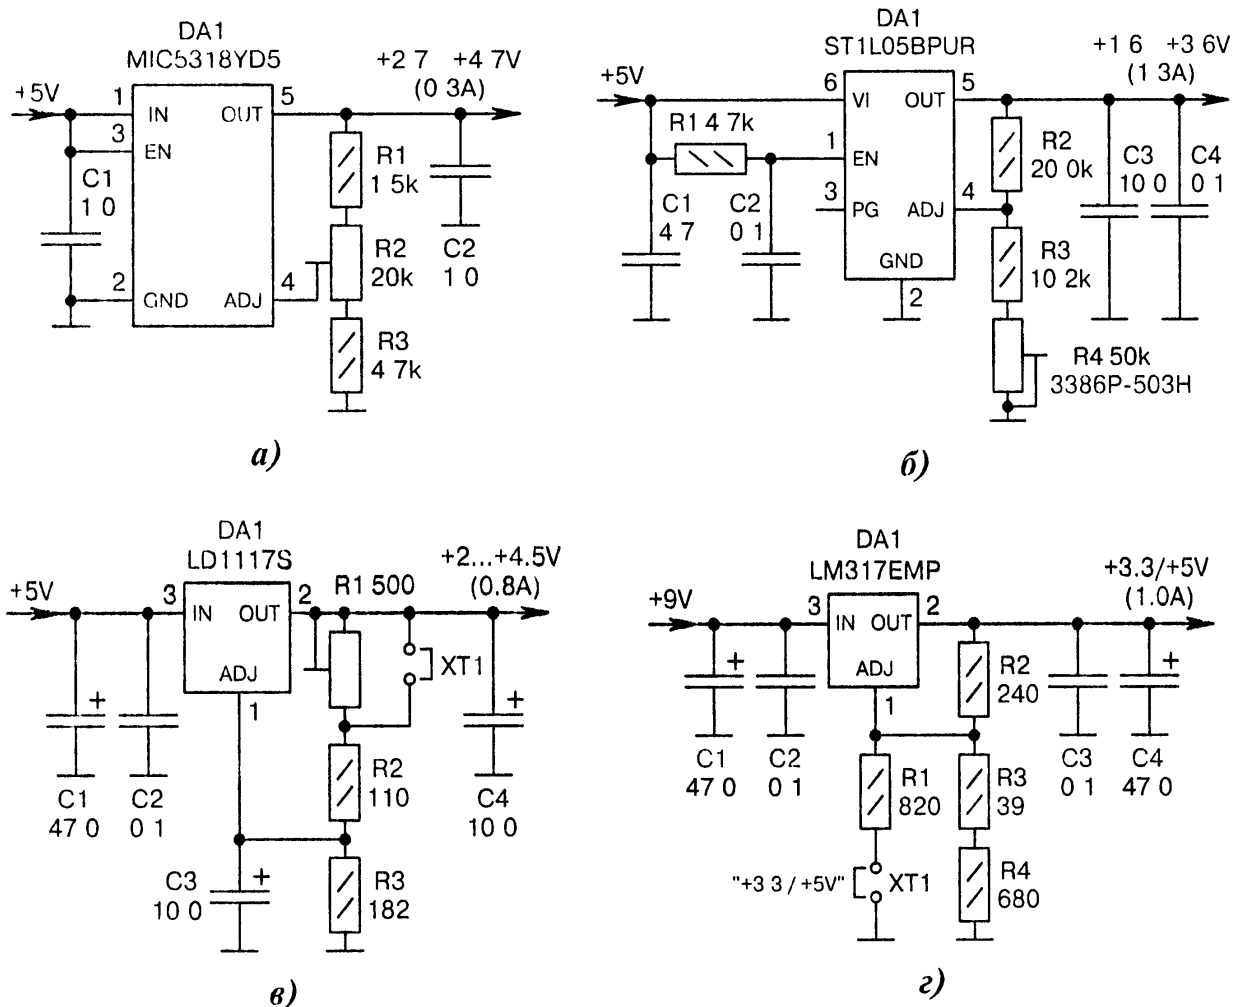 DA1
MIC5318YD5
+5V
1
IN
OUT
5
+2 7 +4 7V
(0 3A)
3
EN
C1
1 0
R1
1 5k
R2
20k
C2
1 0
2
GND
ADJ
4
R3
4 7k
а)
DA1
ST1L05BPUR
+5V
6
VI
OUT
5
+1 6 +3 6V
(1 3A)
R1 4 7k
1
EN
R2
20 0k
C3
10 0
C4
0 1
3
PG
ADJ
4
C1
4 7
C2
0 1
GND
2
R3
10 2k
R4 50k
3386P-503H
б)
DA1
LD1117S
+5V
3
IN
OUT
2
R1 500
+2...+4.5V
(0.8A)
ADJ
1
XT1
+
+
C1
47 0
C2
0 1
R2
110
C4
10 0
C3
10 0
+
R3
182
в)
DA1
LM317EMP
+9V
3
IN
OUT
2
+3.3/+5V
(1.0A)
ADJ
1
+
R2
240
+
C1
47 0
C2
0 1
R1
820
R3
39
C3
0 1
C4
47 0
"+3 3 / +5V"
XT1
R4
680
г)